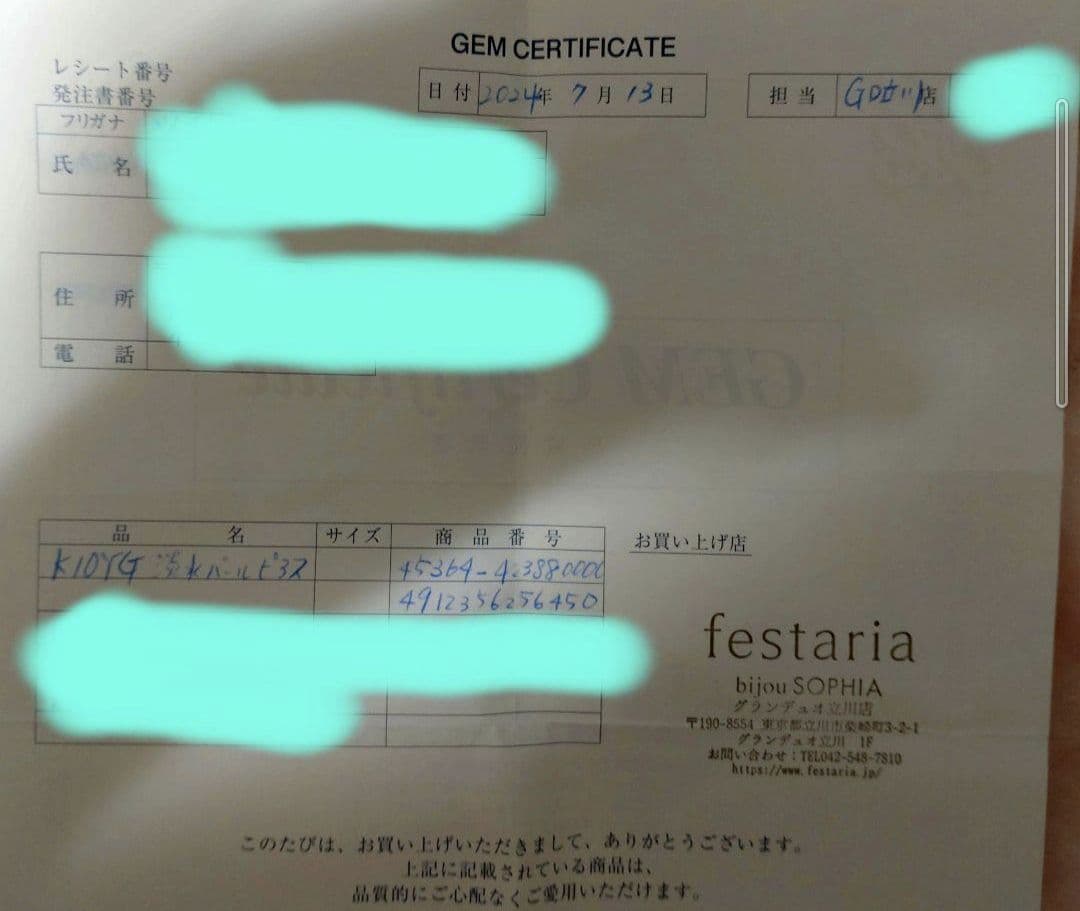 GEM CERTIFICATE
レシート番号
発注書番号
日付 2024年 7月 13日
担当 店
フリガナ
氏 名
住 所
電 話
品 名 サイズ 商品番号
K10YG 淡水パールピアス 45364-
4912356256450
お買い上げ店
festaria
bijou SOPHIA
グランデュオ立川店
〒190-8554 東京都立川市柴崎町3-2-1
グランデュオ立川 1F
お問い合わせ:TEL042-548-7810
https://www.festaria.jp/
このたびは、お買い上げいただきまして、ありがとうございます。
上記に記載されている商品は、
品質的にご心配なくご愛用いただけます。